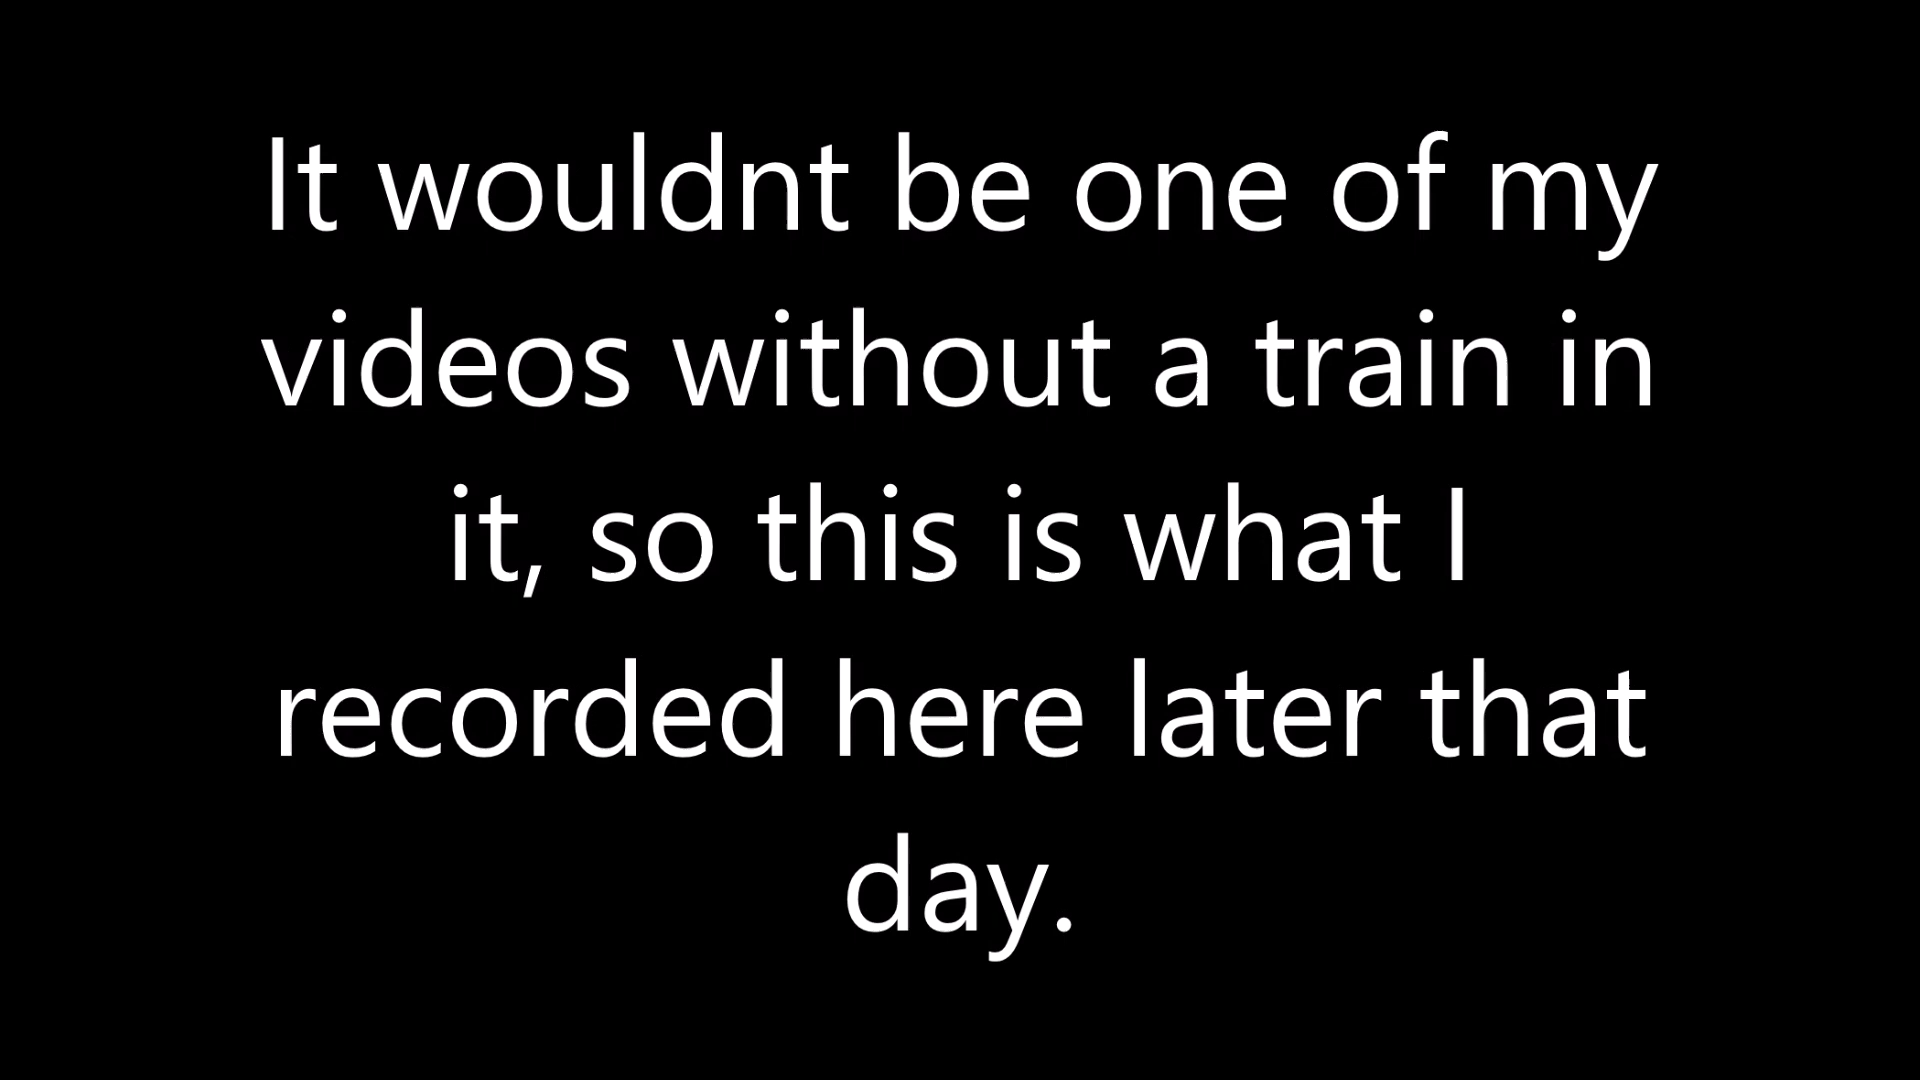 It wouldnt be one of my
videos without a train in
it, so this is what I
recorded here later that
day.